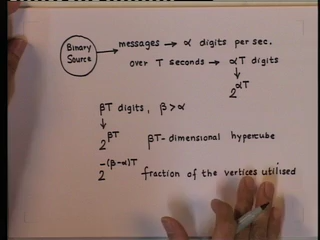 Binary
Source
messages → α digits per sec.
over T seconds → αT digits
↓
2^αT
βT digits, β > α
↓
2^βT βT-dimensional hypercube
2^-(β-α)T fraction of the vertices utilised